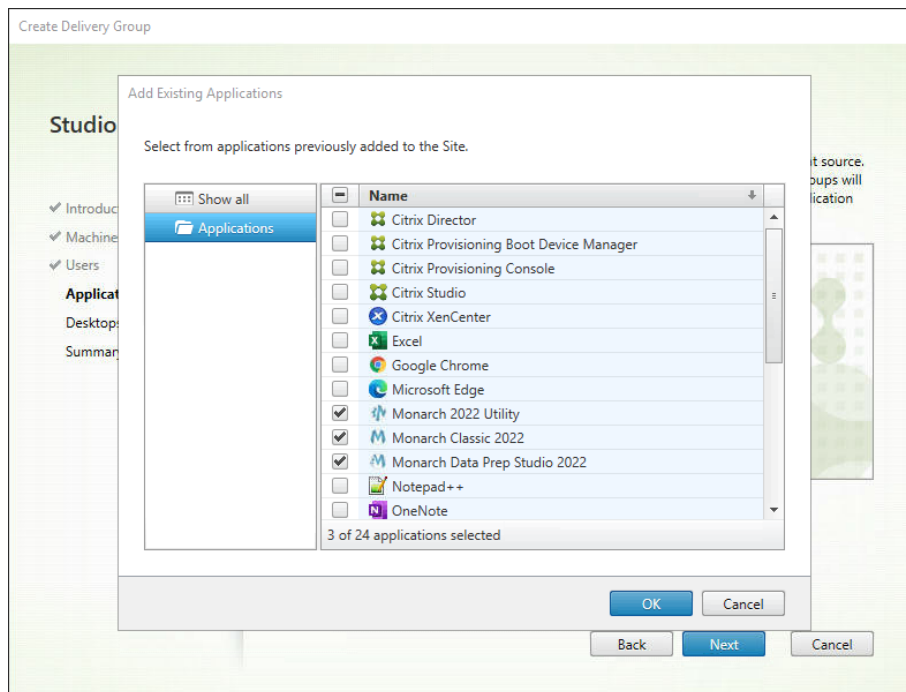 Create Delivery Group
Add Existing Applications
Studio
Select from applications previously added to the Site.
t source.
oups will
lication
Show all
Name
Applications
Citrix Director
Citrix Provisioning Boot Device Manager
Citrix Provisioning Console
Citrix Studio
Citrix XenCenter
Excel
Google Chrome
Microsoft Edge
Monarch 2022 Utility
Monarch Classic 2022
Monarch Data Prep Studio 2022
Notepad++
OneNote
3 of 24 applications selected
Introduc
Machine
Users
Applicat
Desktops
Summary
OK
Cancel
Back
Next
Cancel